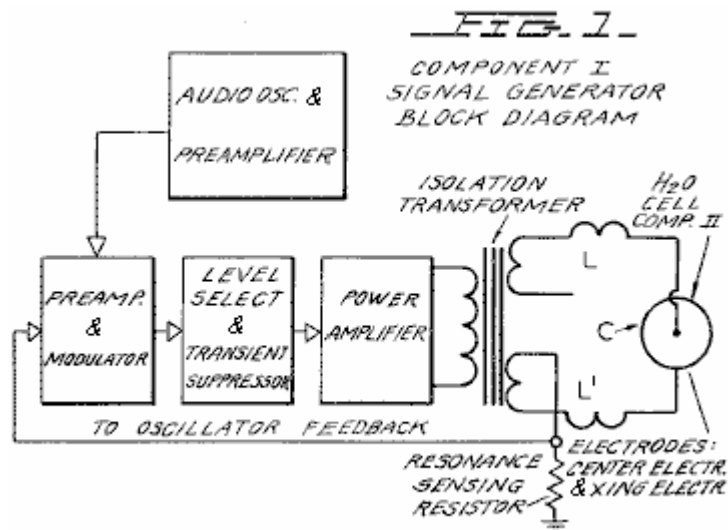 FIG. 1.
COMPONENT I
SIGNAL GENERATOR
BLOCK DIAGRAM
AUDIO OSC. &
PREAMPLIFIER
ISOLATION
TRANSFORMER
H2O
CELL
COMP. II
PREAMP.
&
MODULATOR
LEVEL
SELECT
&
TRANSIENT
SUPPRESSOR
POWER
AMPLIFIER
L
C
L'
TO OSCILLATOR FEEDBACK
RESONANCE
SENSING
RESISTOR
ELECTRODES:
CENTER ELECTR.
& XING ELECTR.